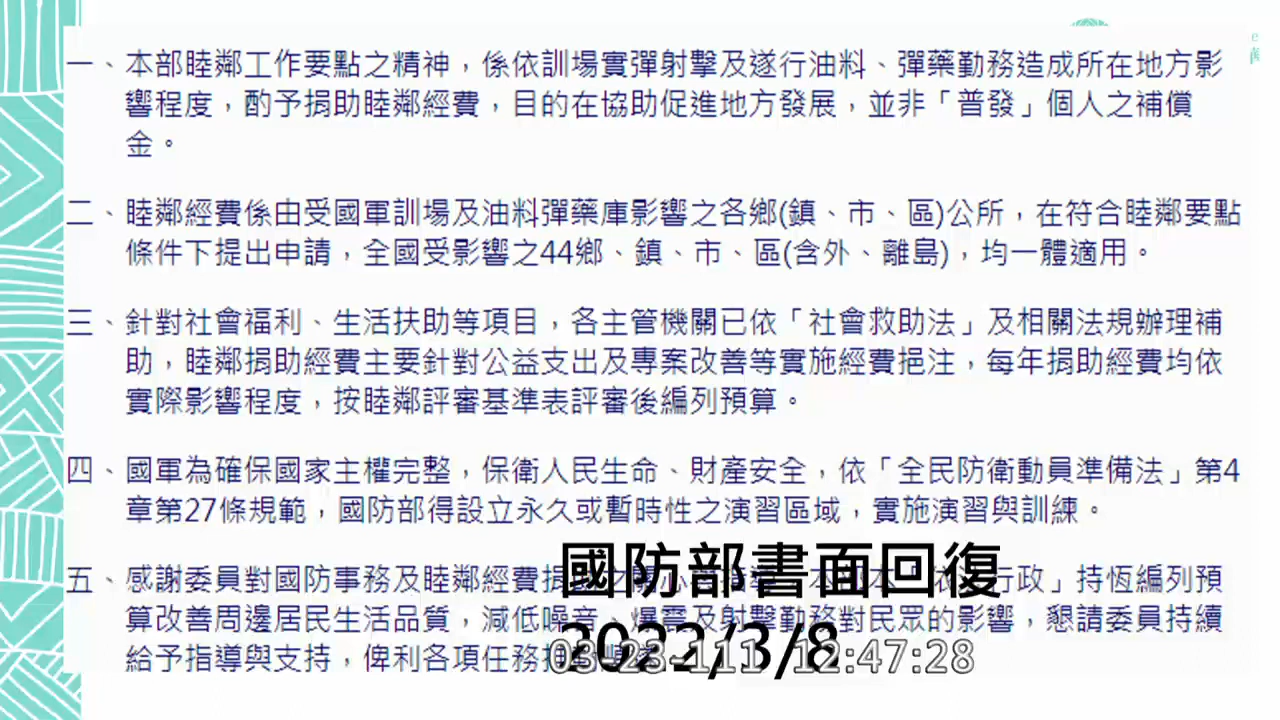 一、本部睦鄰工作要點之精神，係依訓場實彈射擊及遂行油料、彈藥勤務造成所在地方影
響程度，酌予捐助睦鄰經費，目的在協助促進地方發展，並非「普發」個人之補償
金。
二、睦鄰經費係由受國軍訓場及油料彈藥庫影響之各鄉(鎮、市、區)公所，在符合睦鄰要點
條件下提出申請，全國受影響之44鄉、鎮、市、區(含外、離島)，均一體適用。
三、針對社會福利、生活扶助等項目，各主管機關已依「社會救助法」及相關法規辦理補
助，睦鄰捐助經費主要針對公益支出及專案改善等實施經費挹注，每年捐助經費均依
實際影響程度，按睦鄰評審基準表評審後編列預算。
四、國軍為確保國家主權完整，保衛人民生命、財產安全，依「全民防衛動員準備法」第4
章第27條規範，國防部得設立永久或暫時性之演習區域，實施演習與訓練。
五、感謝委員對國防事務及睦鄰經費捐 行政」持恆編列預
算改善周邊居民生活品質，減低噪音、爆震及射擊勤務對民眾的影響，懇請委員持續
給予指導與支持，俾利各項任務
國防部書面回復
2022/3/8
03-23-111 12:47:28